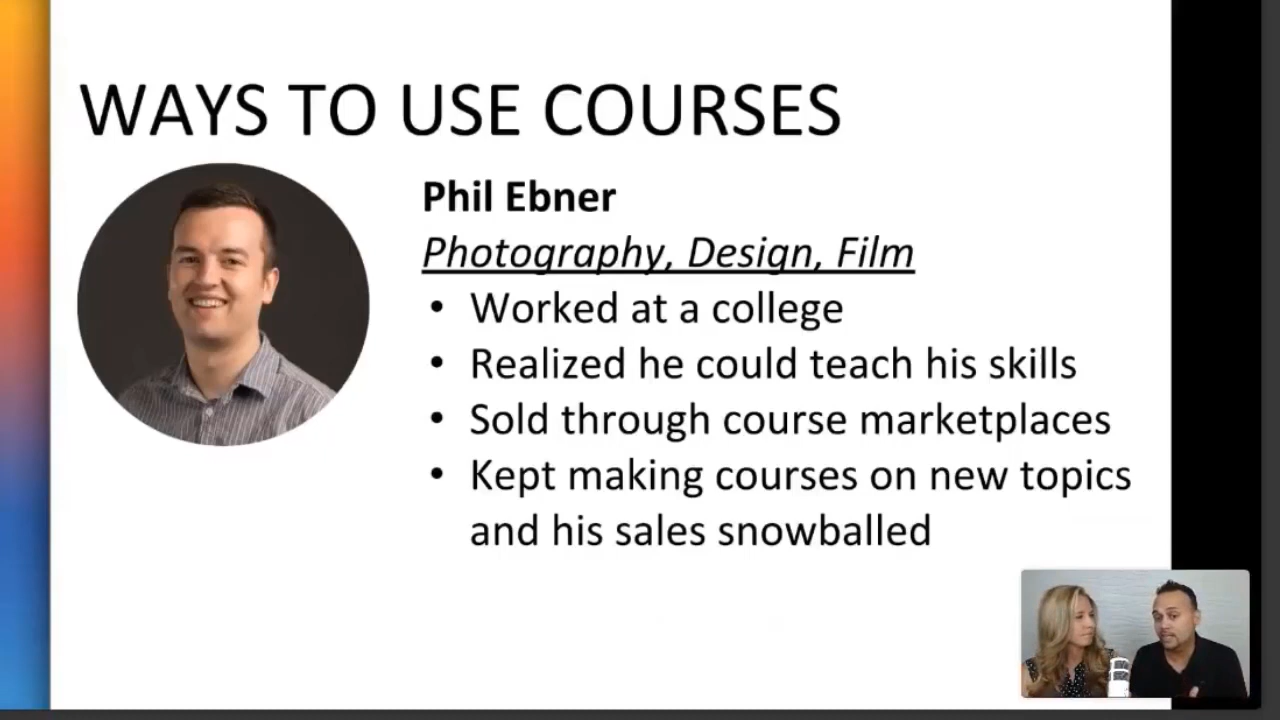 WAYS TO USE COURSES
Phil Ebner
Photography, Design, Film
• Worked at a college
• Realized he could teach his skills
• Sold through course marketplaces
• Kept making courses on new topics
and his sales snowballed